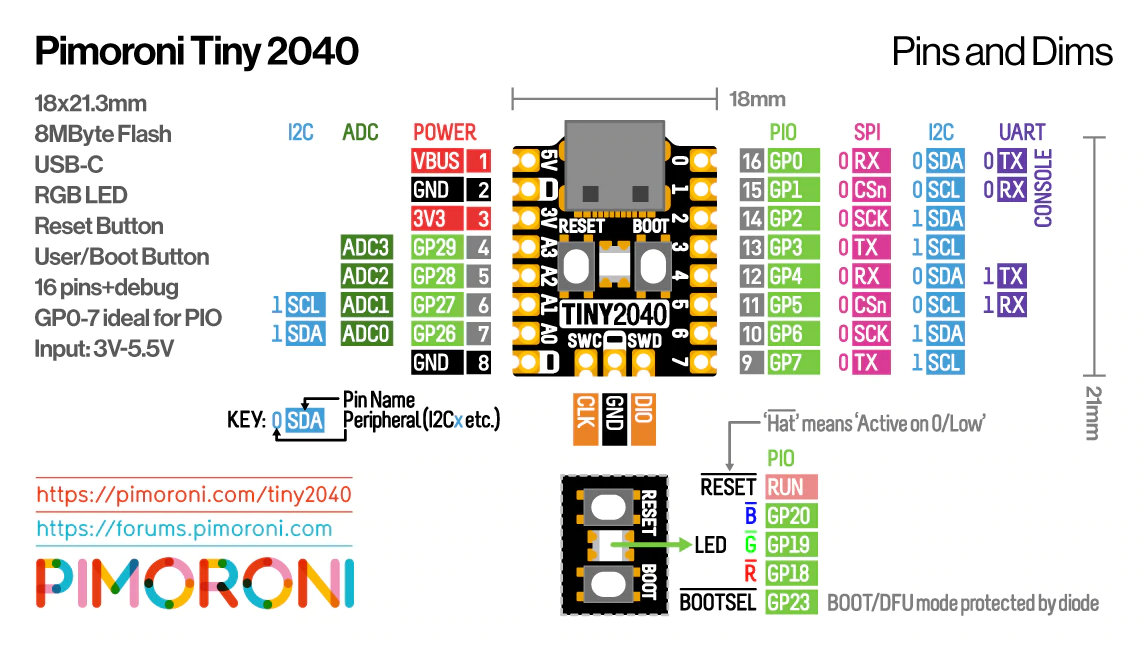 Pimoroni Tiny 2040
Pins and Dims
18x21.3mm
8MByte Flash
USB-C
RGB LED
Reset Button
User/Boot Button
16 pins+debug
GP0-7 ideal for PIO
Input: 3V-5.5V
18mm
21mm
I2C ADC POWER
VBUS 1
GND 2
3V3 3
ADC3 GP29 4
ADC2 GP28 5
1 SCL ADC1 GP27 6
1 SDA ADC0 GP26 7
GND 8
5V 0
1
3V 2
RESET BOOT
A3 3
A2 4
A1 5
TINY2040
A0 6
SWC SWD
7
CLK GND DIO
PIO SPI I2C UART
16 GP0 0 RX 0 SDA 0 TX
15 GP1 0 CSn 0 SCL 0 RX
CONSOLE
14 GP2 0 SCK 1 SDA
13 GP3 0 TX 1 SCL
12 GP4 0 RX 0 SDA 1 TX
11 GP5 0 CSn 0 SCL 1 RX
10 GP6 0 SCK 1 SDA
9 GP7 0 TX 1 SCL
KEY: 0 SDA
Pin Name
Peripheral (I2Cx etc.)
'Hat' means 'Active on 0/Low'
PIO
RESET RUN
B GP20
LED G GP19
R GP18
BOOTSEL GP23 BOOT/DFU mode protected by diode
RESET
BOOT
https://pimoroni.com/tiny2040
https://forums.pimoroni.com
PIMORONI